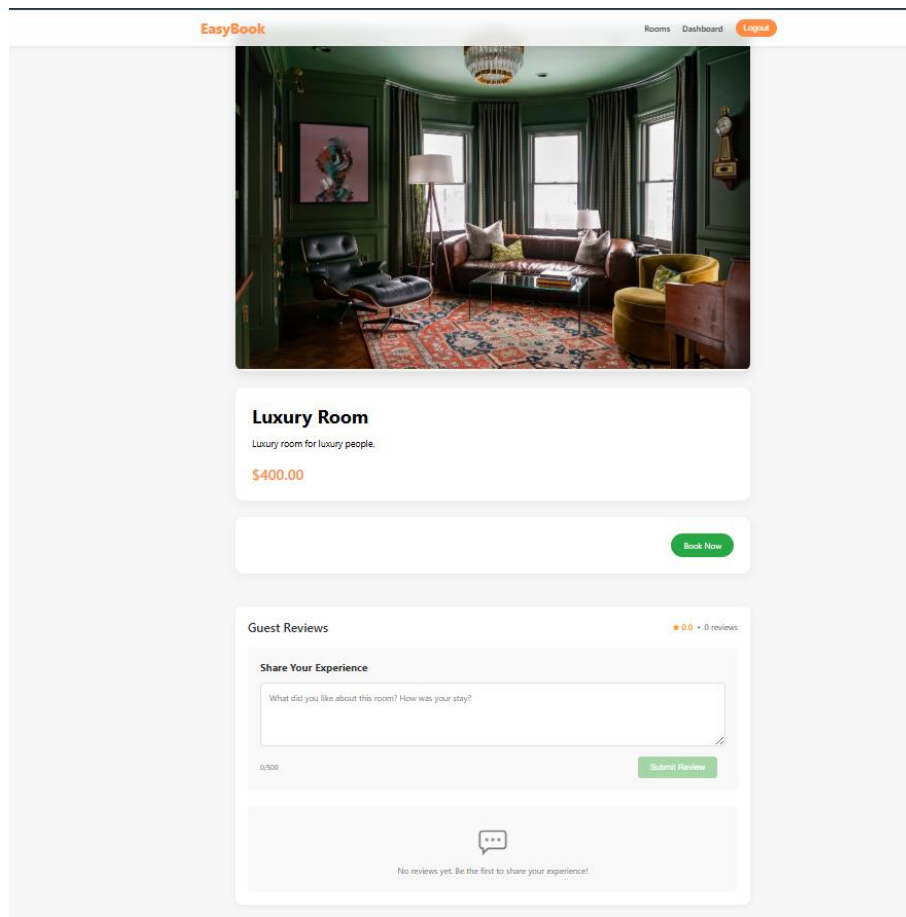 EasyBook
Rooms Dashboard Logout
Luxury Room
Luxury room for luxury people.
$400.00
Book Now
Guest Reviews
★ 0.0 • 0 reviews
Share Your Experience
What did you like about this room? How was your stay?
0/500
Submit Review
No reviews yet. Be the first to share your experience!